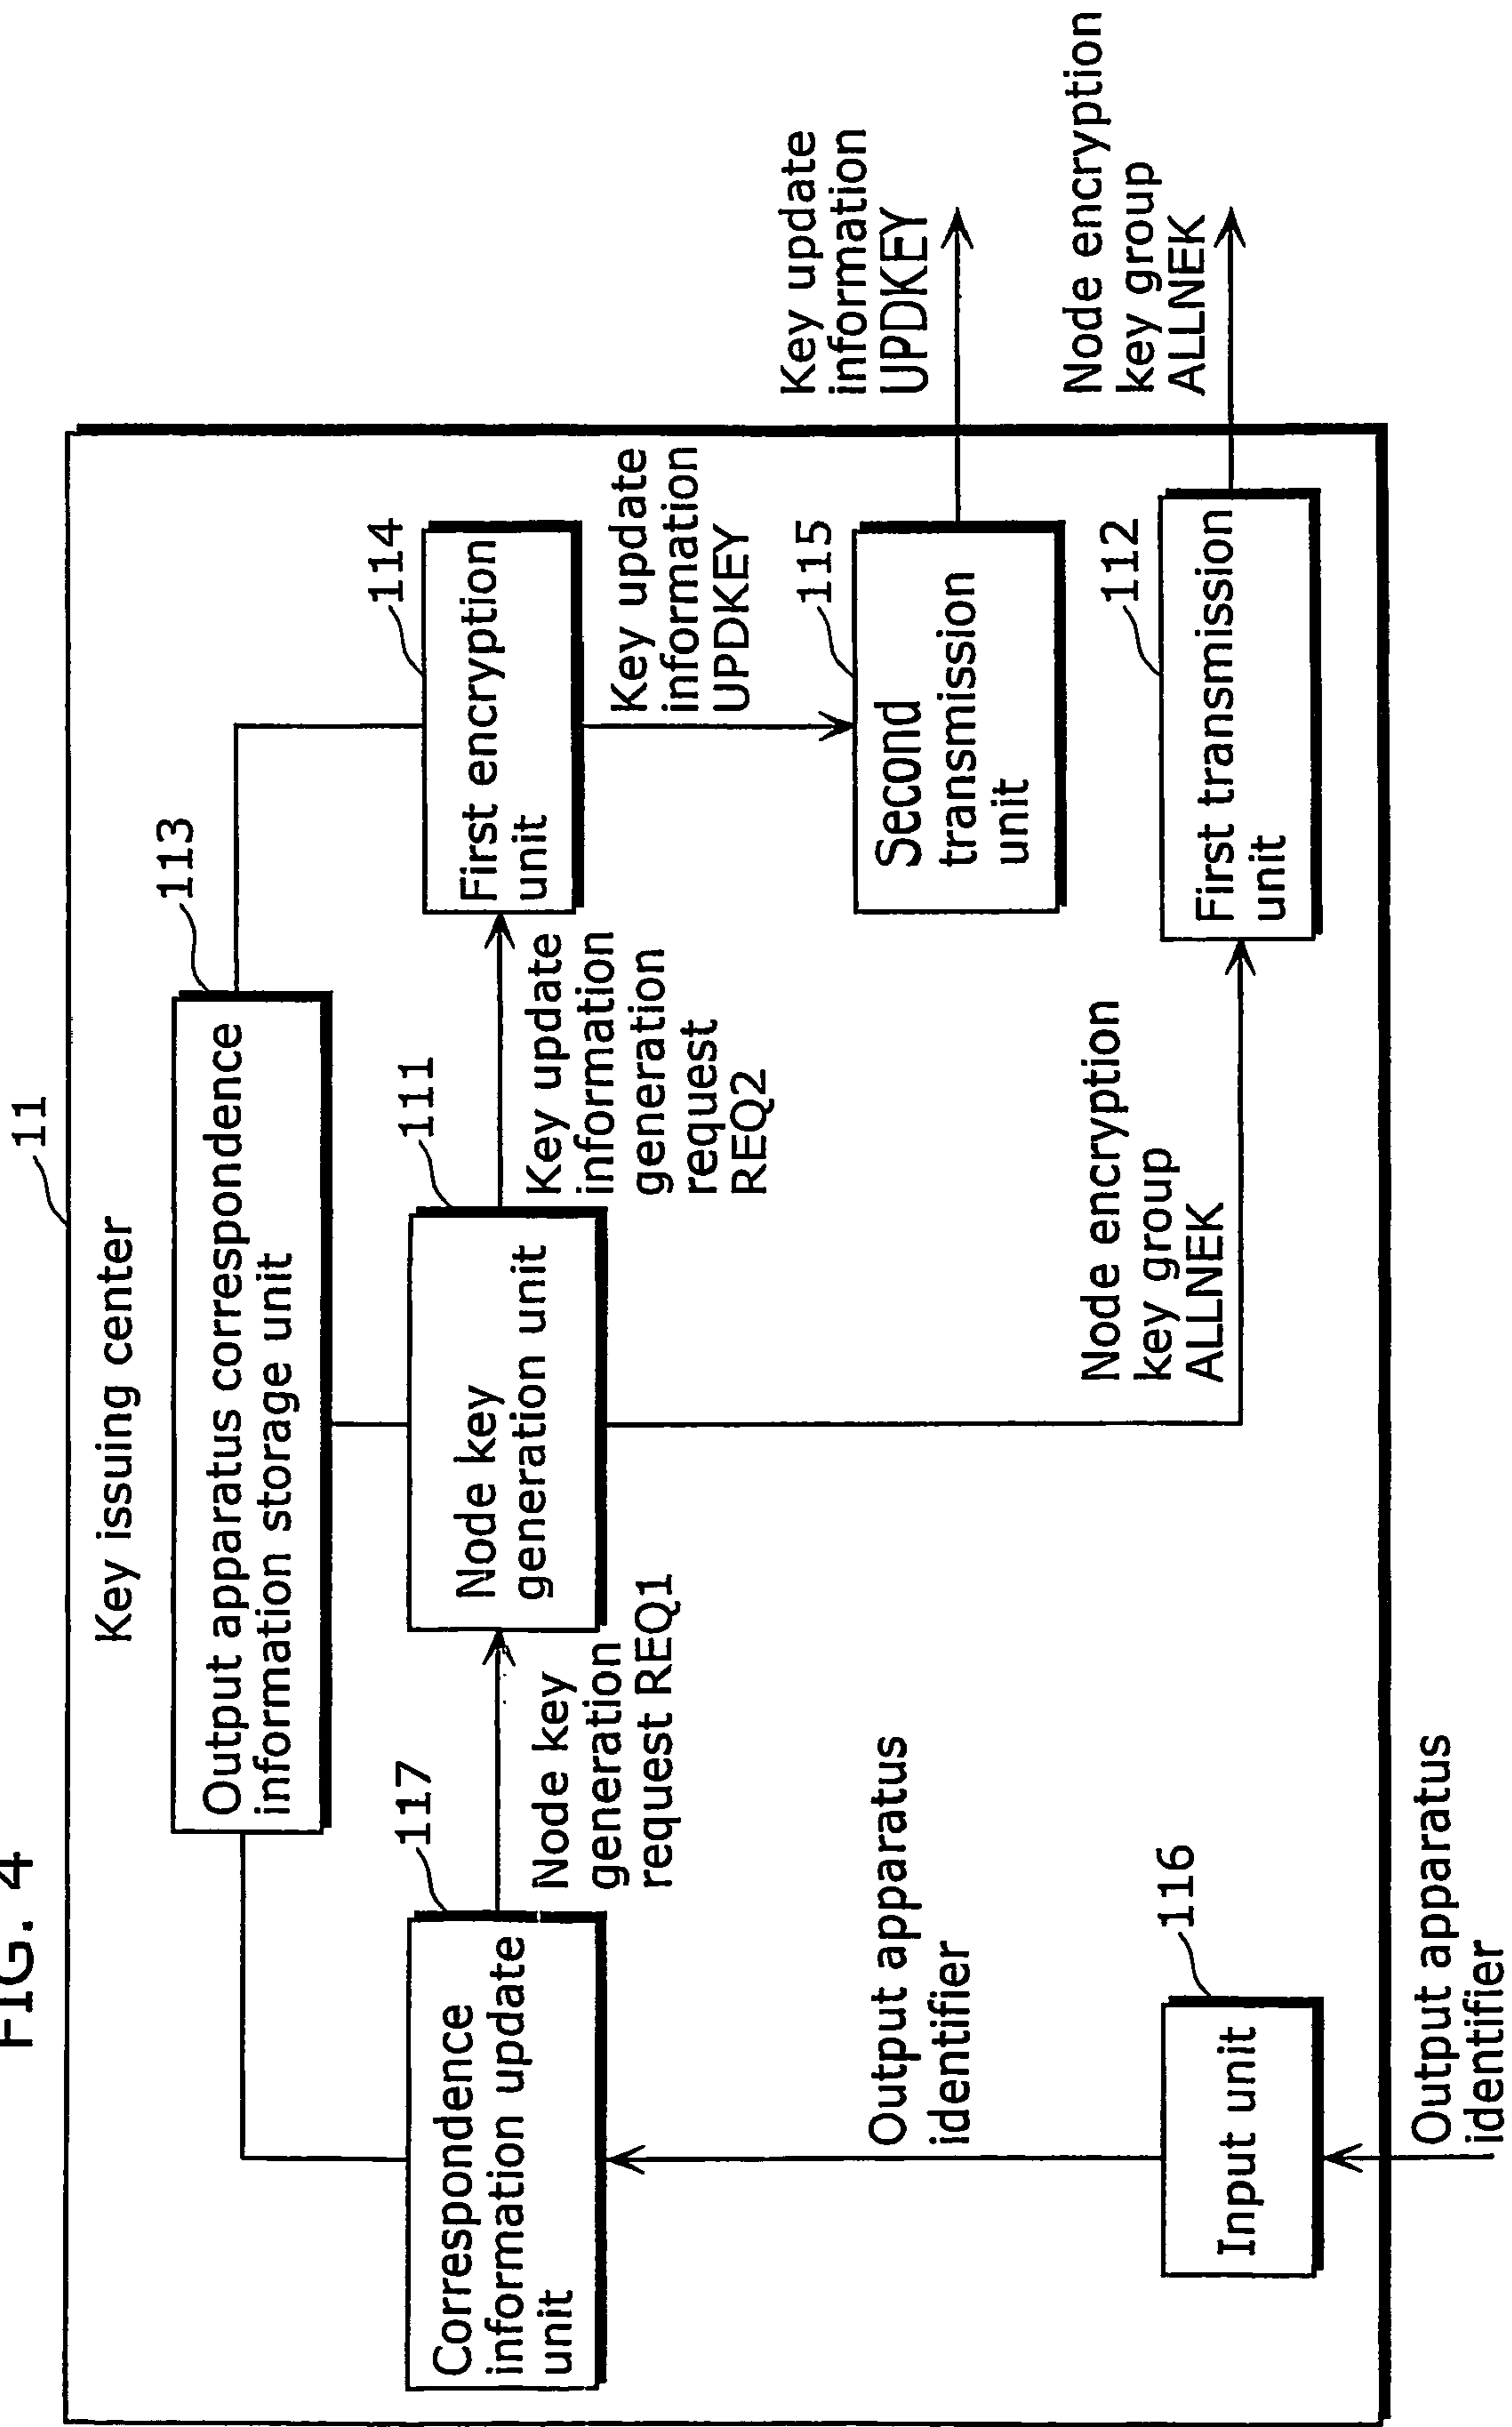 FIG. 4
11
Key issuing center
113
Output apparatus correspondence
information storage unit
117
Correspondence
information update
unit
Node key
generation
request REQ1
111
Node key
generation unit
Key update
information
generation
request
REQ2
114
First encryption
unit
Key update
information
UPDKEY
Key update
information
UPDKEY
115
Second
transmission
unit
Output apparatus
identifier
Node encryption
key group
ALLNEK
112
First transmission
unit
Node encryption
key group
ALLNEK
116
Input unit
Output apparatus
identifier